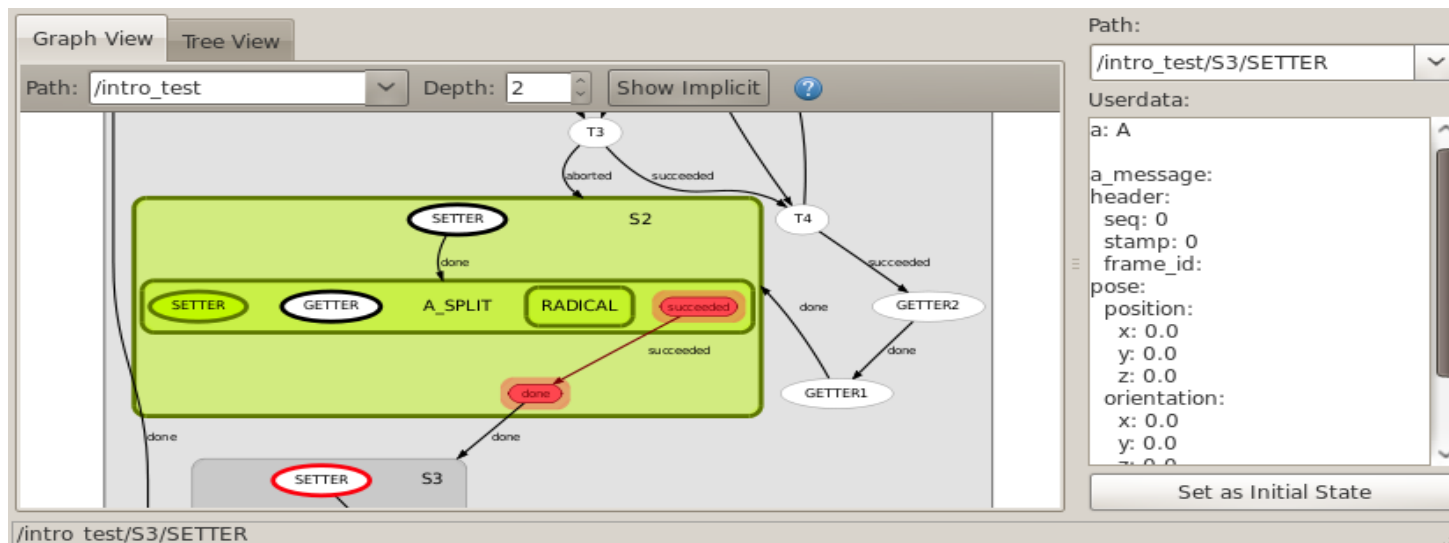 Graph View
Tree View
Path: /intro_test
Depth: 2
Show Implicit
?
T3
aborted
succeeded
SETTER
S2
T4
done
succeeded
SETTER
GETTER
A_SPLIT
RADICAL
succeeded
done
GETTER2
succeeded
done
done
GETTER1
done
done
SETTER
S3
/intro_test/S3/SETTER
Path:
/intro_test/S3/SETTER
Userdata:
a: A
a_message:
header:
seq: 0
stamp: 0
frame_id:
pose:
position:
x: 0.0
y: 0.0
z: 0.0
orientation:
x: 0.0
y: 0.0
z: 0.0
Set as Initial State